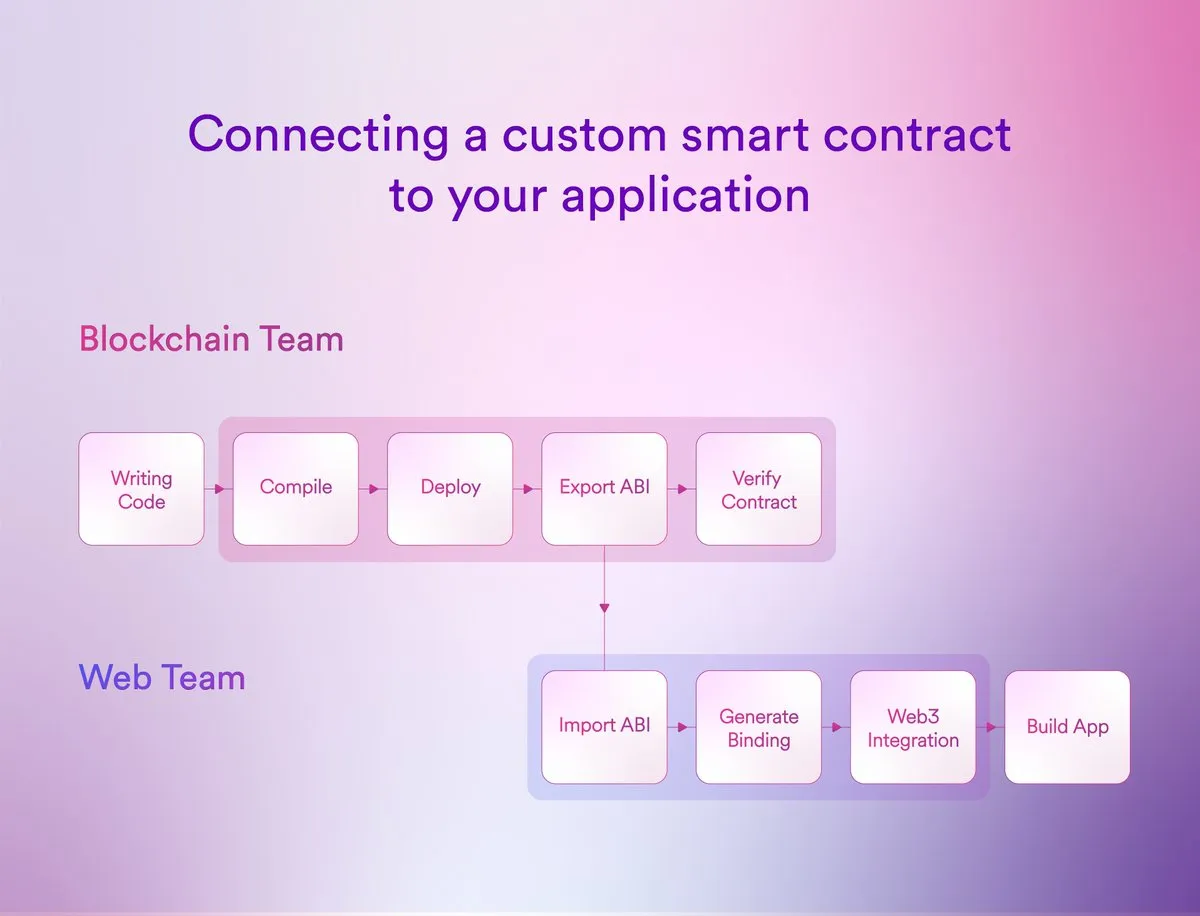 Connecting a custom smart contract
to your application
Blockchain Team
Writing
Code
Compile
Deploy
Export ABI
Verify
Contract
Web Team
Import ABI
Generate
Binding
Web3
Integration
Build App